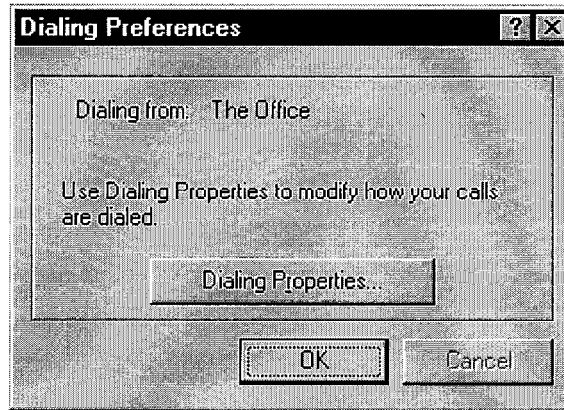 Dialing Preferences
Dialing from: The Office
Use Dialing Properties to modify how your calls
are dialed.
Dialing Properties...
OK Cancel